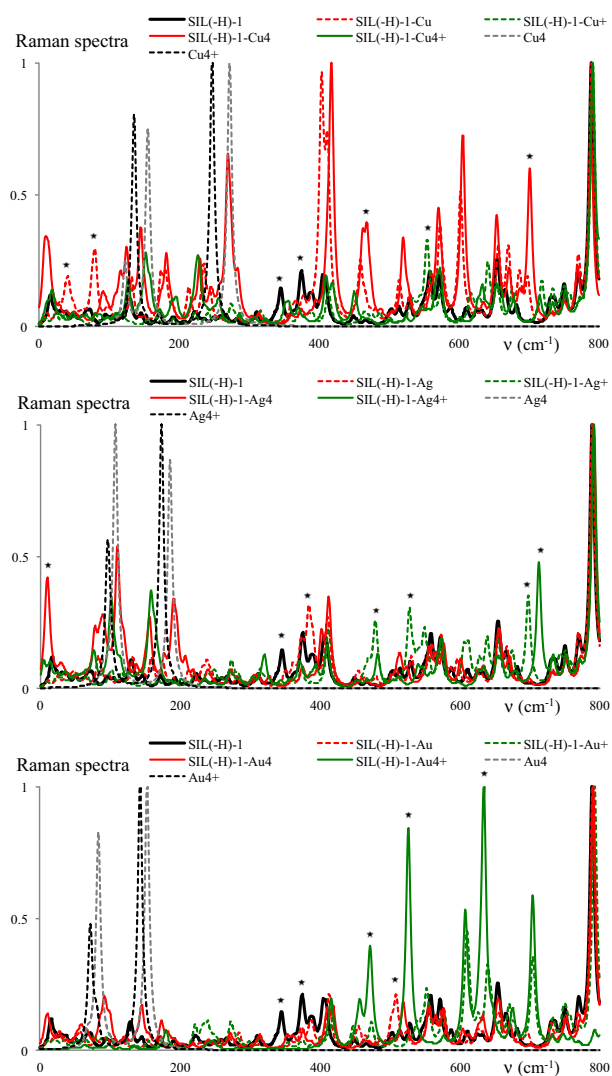 SIL(-H)-1 SIL(-H)-1-Cu SIL(-H)-1-Cu+
Raman spectra SIL(-H)-1-Cu4 SIL(-H)-1-Cu4+ Cu4
Cu4+
1
0.5
0
0 200 400 600 800
ν (cm-1)
SIL(-H)-1 SIL(-H)-1-Ag SIL(-H)-1-Ag+
Raman spectra SIL(-H)-1-Ag4 SIL(-H)-1-Ag4+ Ag4
Ag4+
1
0.5
0
0 200 400 600 800
ν (cm-1)
SIL(-H)-1 SIL(-H)-1-Au SIL(-H)-1-Au+
Raman spectra SIL(-H)-1-Au4 SIL(-H)-1-Au4+ Au4
Au4+
1
0.5
0
0 200 400 600 800
ν (cm-1)